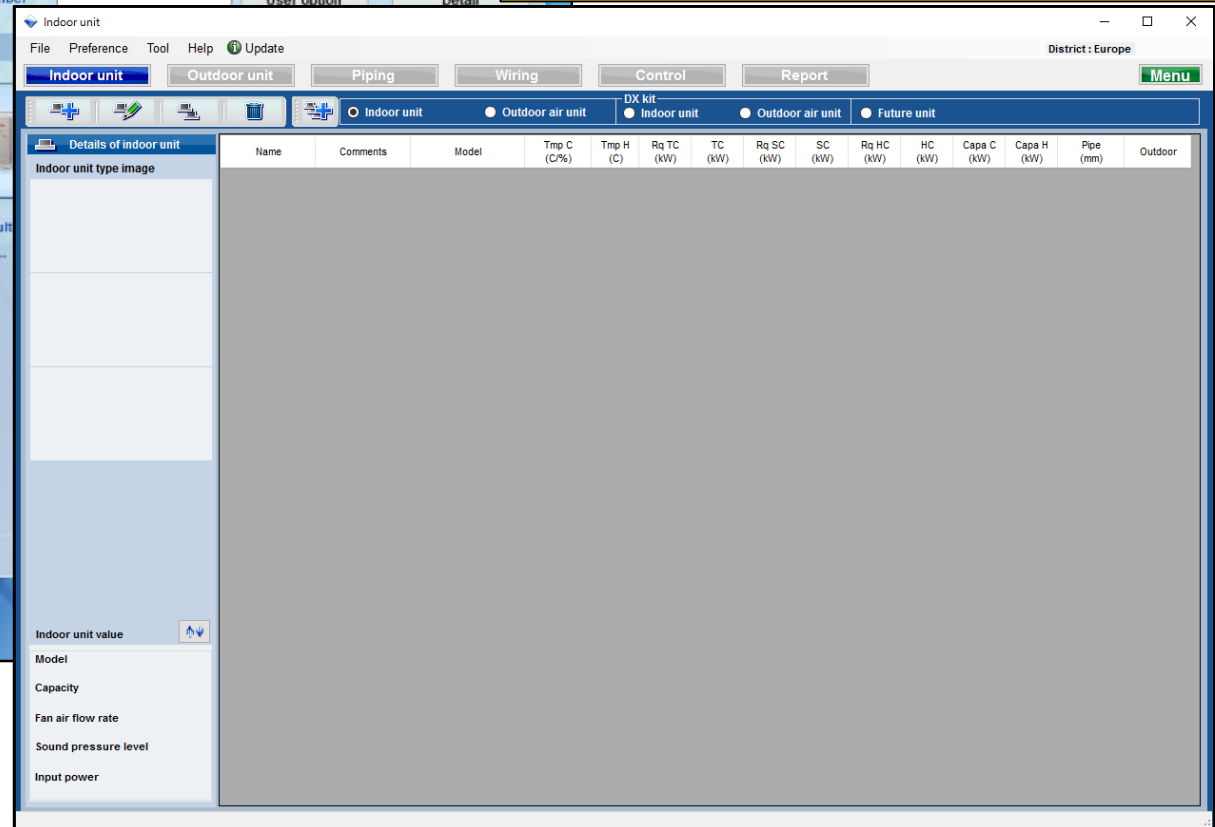 User option Detail
Indoor unit
File Preference Tool Help Update District : Europe
Indoor unit Outdoor unit Piping Wiring Control Report Menu
DX kit
Indoor unit Outdoor air unit Indoor unit Outdoor air unit Future unit
Details of indoor unit
Indoor unit type image
Name Comments Model Tmp C (C/%) Tmp H (C) Rq TC (kW) TC (kW) Rq SC (kW) SC (kW) Rq HC (kW) HC (kW) Capa C (kW) Capa H (kW) Pipe (mm) Outdoor
Indoor unit value
Model
Capacity
Fan air flow rate
Sound pressure level
Input power